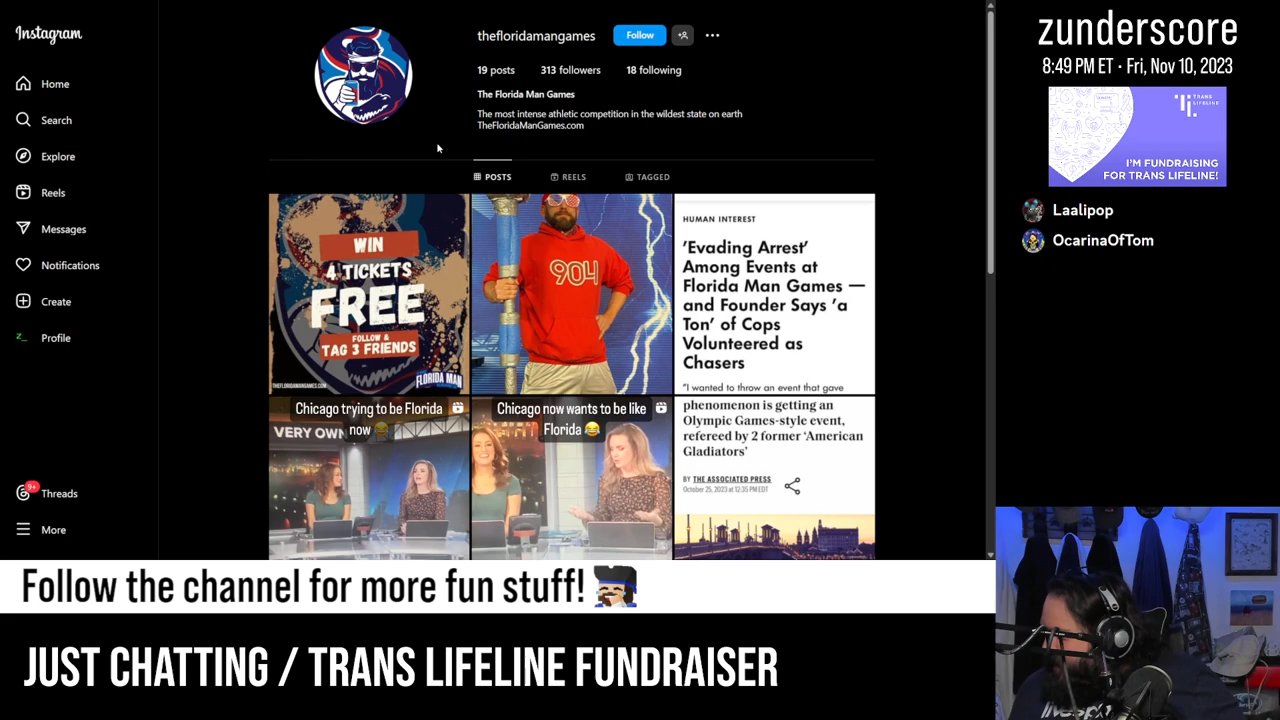 Instagram
Home
Search
Explore
Reels
Messages
Notifications
Create
Profile
9+
Threads
More
thefloridamangames
Follow
19 posts
313 followers
18 following
The Florida Man Games
The most intense athletic competition in the wildest state on earth
TheFloridaManGames.com
POSTS
REELS
TAGGED
WIN
4 TICKETS
FREE
FOLLOW &
TAG 3 FRIENDS
THEFLORIDAMANGAMES.COM
FLORIDA MAN
904
HUMAN INTEREST
'Evading Arrest'
Among Events at
Florida Man Games —
and Founder Says 'a
Ton' of Cops
Volunteered as
Chasers
"I wanted to throw an event that gave
Chicago trying to be Florida
now
VERY OWN
Chicago now wants to be like
Florida
phenomenon is getting an
Olympic Games-style event,
refereed by 2 former 'American
Gladiators'
BY THE ASSOCIATED PRESS
October 25, 2023 at 12:35 PM EDT
zunderscore
8:49 PM ET · Fri, Nov 10, 2023
TRANS
LIFELINE
I'M FUNDRAISING
FOR TRANS LIFELINE!
Laalipop
OcarinaOfTom
Follow the channel for more fun stuff!
JUST CHATTING / TRANS LIFELINE FUNDRAISER